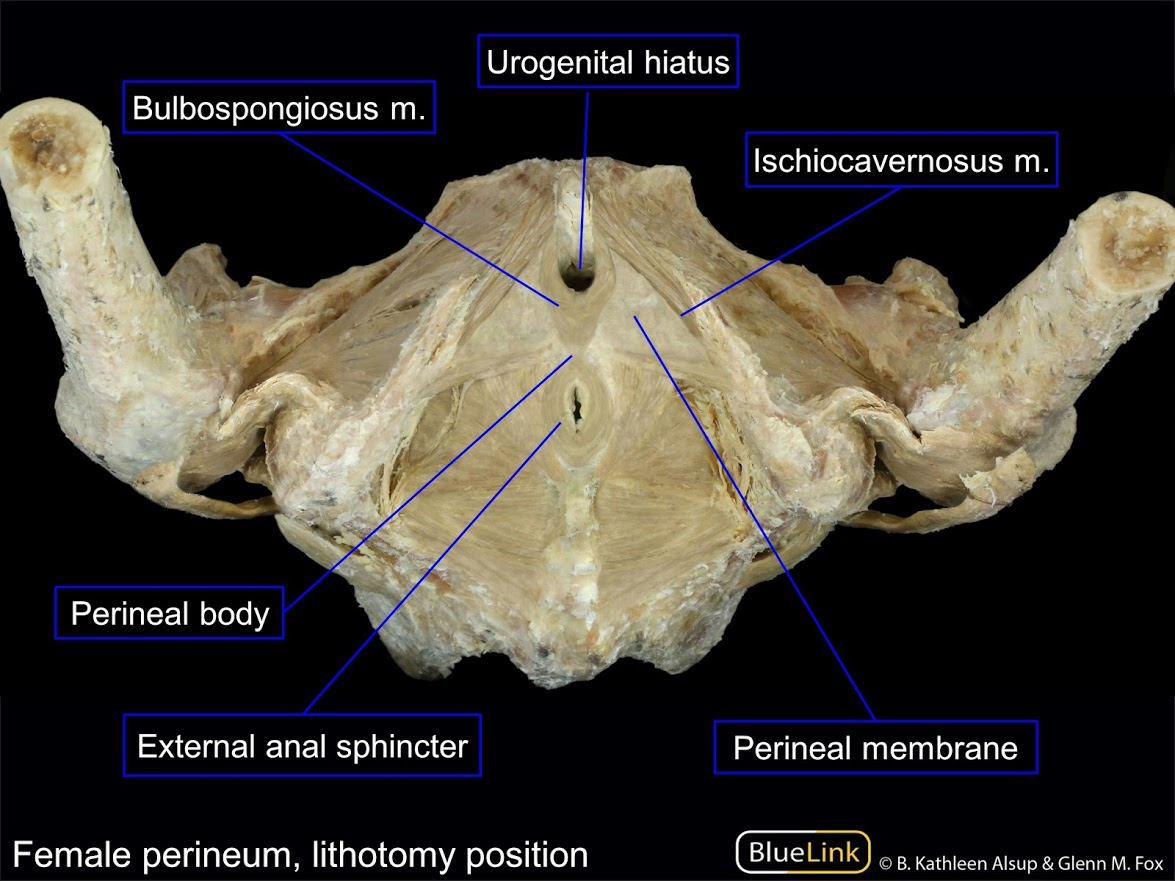 Urogenital hiatus
Bulbospongiosus m.
Ischiocavernosus m.
Perineal body
External anal sphincter
Perineal membrane
Female perineum, lithotomy position
BlueLink © B. Kathleen Alsup & Glenn M. Fox